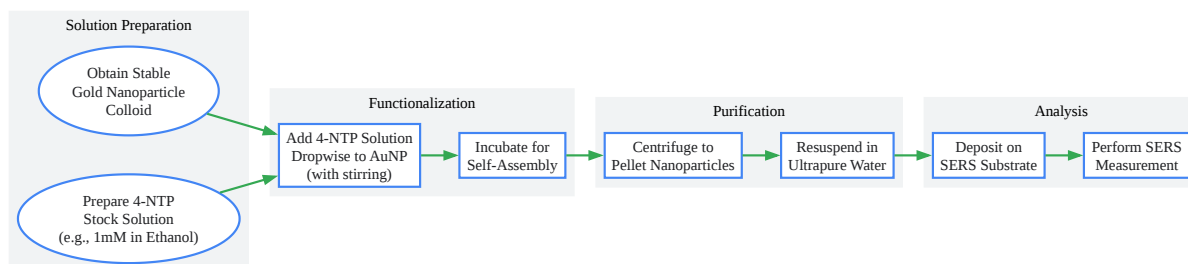 Solution Preparation
Obtain Stable
Gold Nanoparticle
Colloid
Prepare 4-NTP
Stock Solution
(e.g., 1mM in Ethanol)
Functionalization
Add 4-NTP Solution
Dropwise to AuNP
(with stirring)
Incubate for
Self-Assembly
Purification
Centrifuge to
Pellet Nanoparticles
Resuspend in
Ultrapure Water
Analysis
Deposit on
SERS Substrate
Perform SERS
Measurement